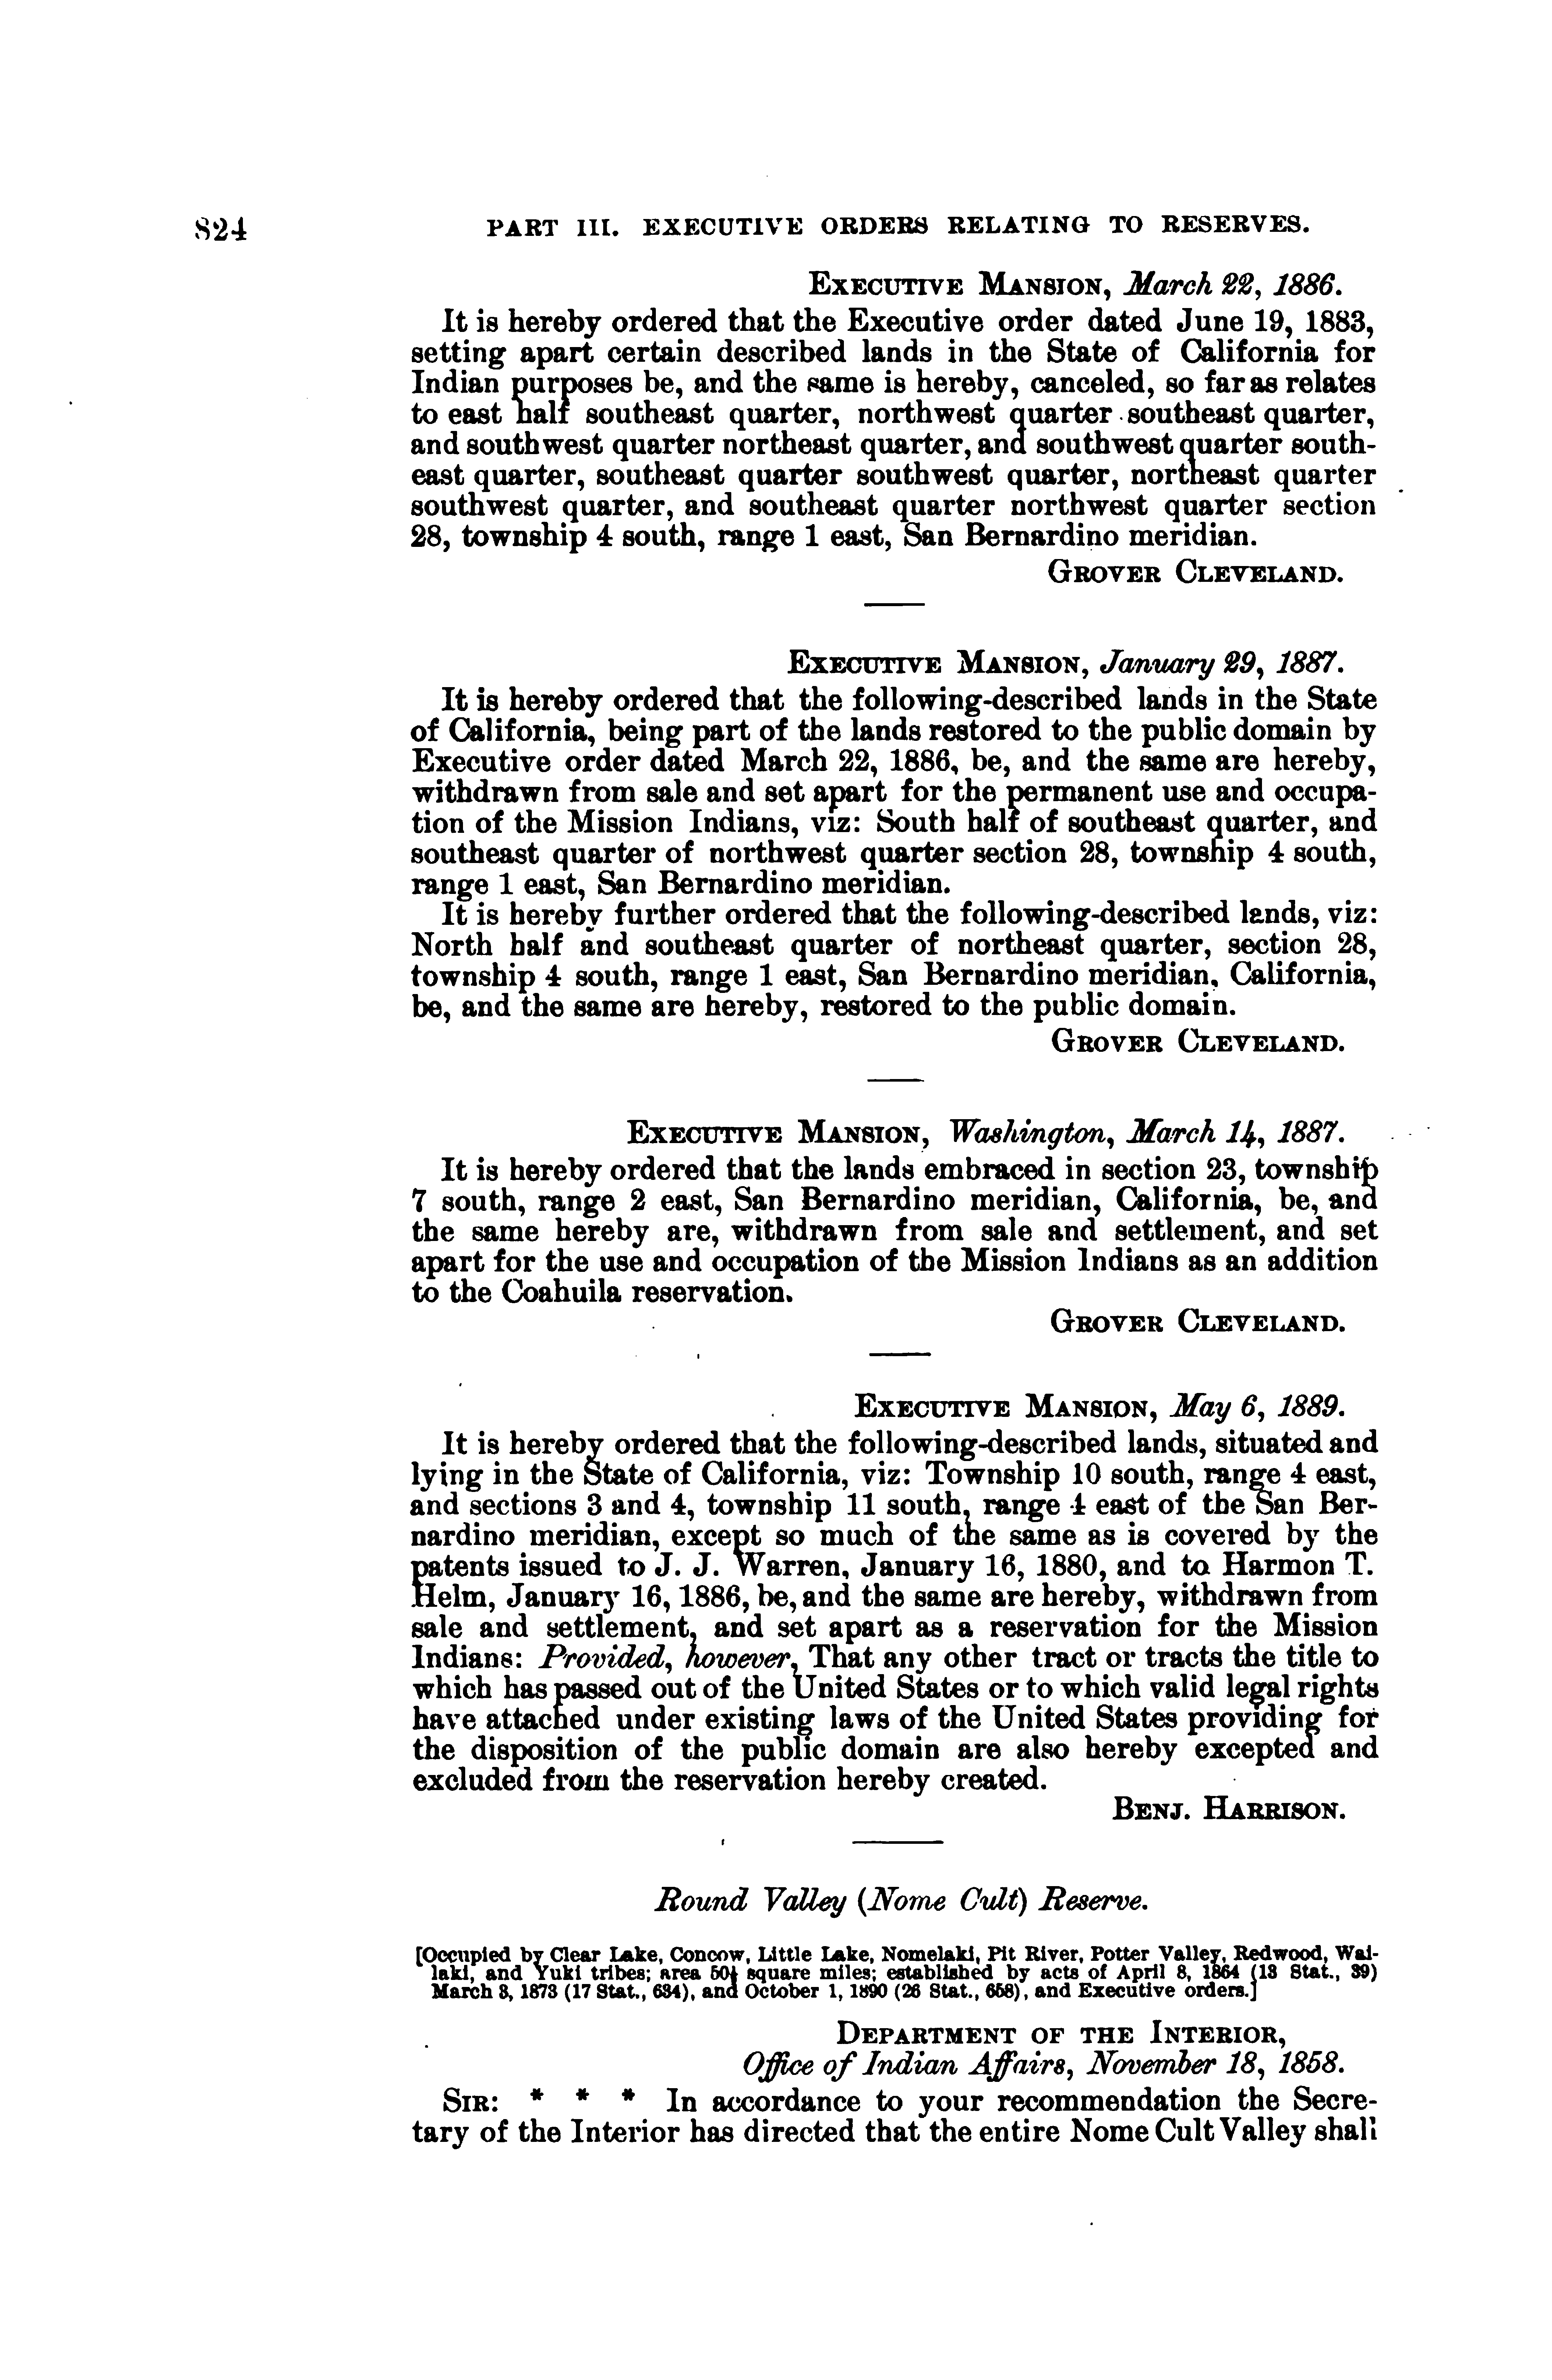 824 PART III. EXECUTIVE ORDERS RELATING TO RESERVES.
EXECUTIVE MANSION, March 22, 1886.
It is hereby ordered that the Executive order dated June 19, 1883,
setting apart certain described lands in the State of California for
Indian purposes be, and the same is hereby, canceled, so far as relates
to east half southeast quarter, northwest quarter southeast quarter,
and southwest quarter northeast quarter, and southwest quarter south-
east quarter, southeast quarter southwest quarter, northeast quarter
southwest quarter, and southeast quarter northwest quarter section
28, township 4 south, range 1 east, San Bernardino meridian.
GROVER CLEVELAND.
EXECUTIVE MANSION, January 29, 1887.
It is hereby ordered that the following-described lands in the State
of California, being part of the lands restored to the public domain by
Executive order dated March 22, 1886, be, and the same are hereby,
withdrawn from sale and set apart for the permanent use and occupa-
tion of the Mission Indians, viz: South half of southeast quarter, and
southeast quarter of northwest quarter section 28, township 4 south,
range 1 east, San Bernardino meridian.
It is hereby further ordered that the following-described lands, viz:
North half and southeast quarter of northeast quarter, section 28,
township 4 south, range 1 east, San Bernardino meridian, California,
be, and the same are hereby, restored to the public domain.
GROVER CLEVELAND.
EXECUTIVE MANSION, Washington, March 14, 1887.
It is hereby ordered that the lands embraced in section 23, township
7 south, range 2 east, San Bernardino meridian, California, be, and
the same hereby are, withdrawn from sale and settlement, and set
apart for the use and occupation of the Mission Indians as an addition
to the Coahuila reservation.
GROVER CLEVELAND.
EXECUTIVE MANSION, May 6, 1889.
It is hereby ordered that the following-described lands, situated and
lying in the State of California, viz: Township 10 south, range 4 east,
and sections 3 and 4, township 11 south, range 4 east of the San Ber-
nardino meridian, except so much of the same as is covered by the
patents issued to J. J. Warren, January 16, 1880, and to Harmon T.
Helm, January 16, 1886, be, and the same are hereby, withdrawn from
sale and settlement, and set apart as a reservation for the Mission
Indians: Provided, however, That any other tract or tracts the title to
which has passed out of the United States or to which valid legal rights
have attached under existing laws of the United States providing for
the disposition of the public domain are also hereby excepted and
excluded from the reservation hereby created.
BENJ. HARRISON.
Round Valley (Nome Cult) Reserve.
[Occupied by Clear Lake, Concow, Little Lake, Nomelaki, Pit River, Potter Valley, Redwood, Wai-
laki, and Yuki tribes; area 50¼ square miles; established by acts of April 8, 1864 (13 Stat., 39)
March 3, 1873 (17 Stat., 634), and October 1, 1890 (26 Stat., 658), and Executive orders.]
DEPARTMENT OF THE INTERIOR,
Office of Indian Affairs, November 18, 1858.
SIR: * * * In accordance to your recommendation the Secre-
tary of the Interior has directed that the entire Nome Cult Valley shall